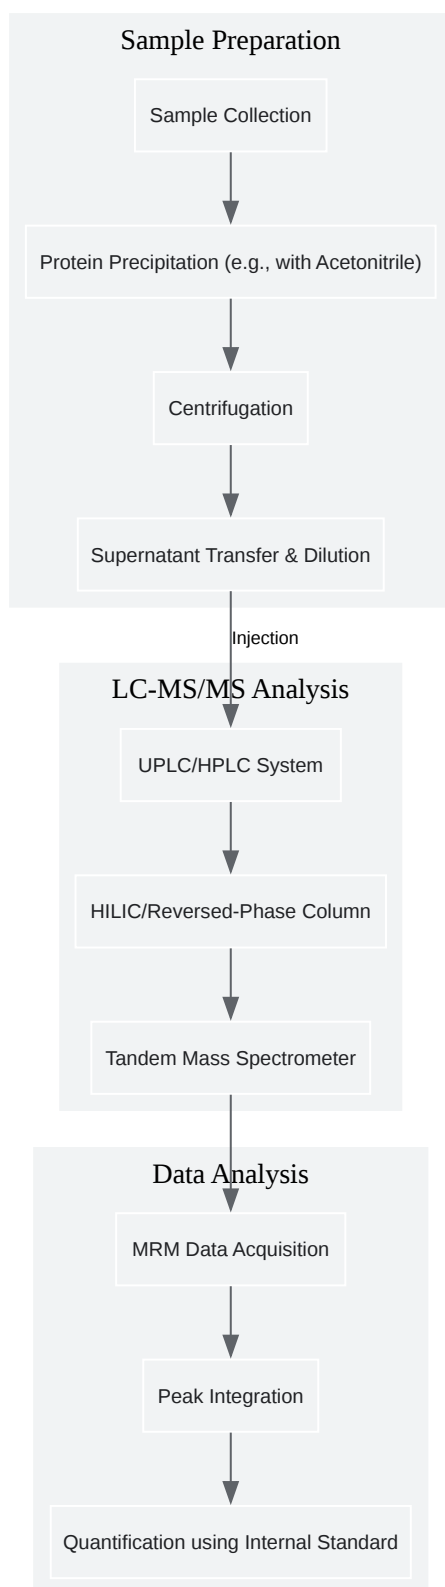 Sample Preparation
Sample Collection
Protein Precipitation (e.g., with Acetonitrile)
Centrifugation
Supernatant Transfer & Dilution
Injection
LC-MS/MS Analysis
UPLC/HPLC System
HILIC/Reversed-Phase Column
Tandem Mass Spectrometer
Data Analysis
MRM Data Acquisition
Peak Integration
Quantification using Internal Standard